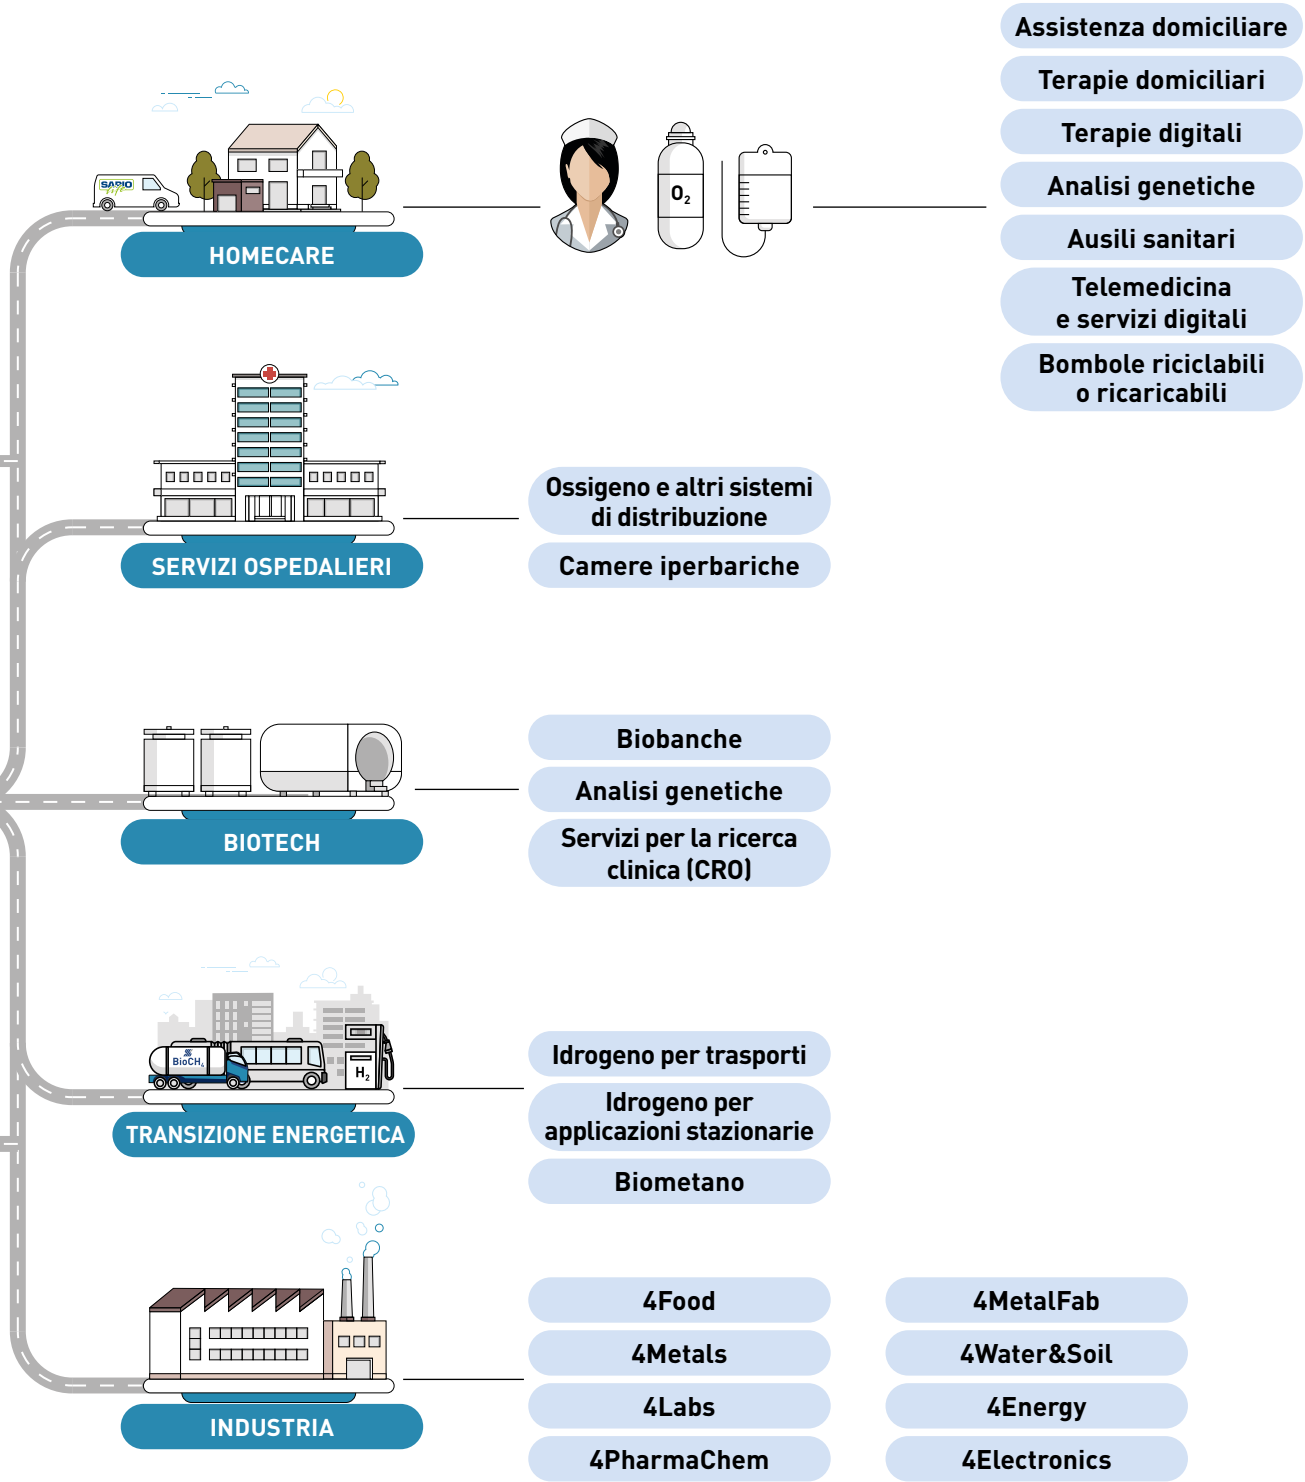 Assistenza domiciliare
Terapie domiciliari
Terapie digitali
Analisi genetiche
Ausili sanitari
Telemedicina
e servizi digitali
Bombole riciclabili
o ricaricabili
SAPIO
life
O2
HOMECARE
SERVIZI OSPEDALIERI
Ossigeno e altri sistemi
di distribuzione
Camere iperbariche
BIOTECH
Biobanche
Analisi genetiche
Servizi per la ricerca
clinica (CRO)
BioCH4
H2
TRANSIZIONE ENERGETICA
Idrogeno per trasporti
Idrogeno per
applicazioni stazionarie
Biometano
INDUSTRIA
4Food
4Metals
4Labs
4PharmaChem
4MetalFab
4Water&Soil
4Energy
4Electronics